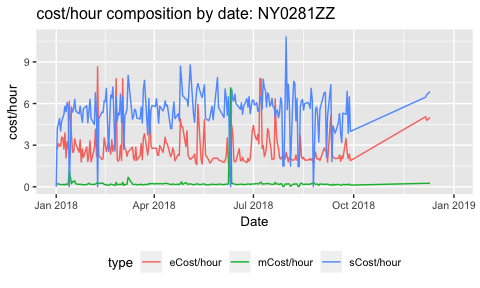 cost/hour composition by date: NY0281ZZ
cost/hour
9
6
3
0
Jan 2018 Apr 2018 Jul 2018 Oct 2018 Jan 2019
Date
type eCost/hour mCost/hour sCost/hour